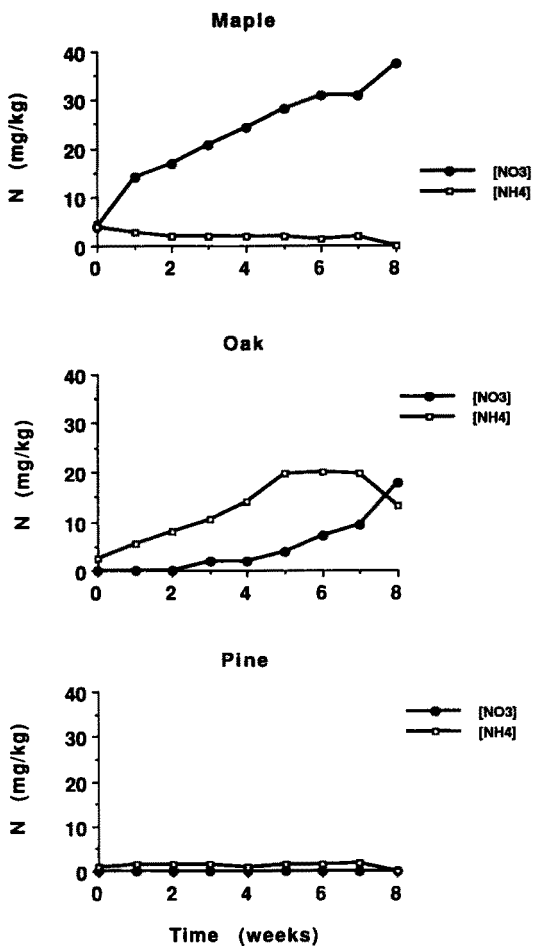 Maple
N (mg/kg)
40
30
20
10
0
0 2 4 6 8
[NO3]
[NH4]
Oak
N (mg/kg)
40
30
20
10
0
0 2 4 6 8
[NO3]
[NH4]
Pine
N (mg/kg)
40
30
20
10
0
0 2 4 6 8
[NO3]
[NH4]
Time (weeks)